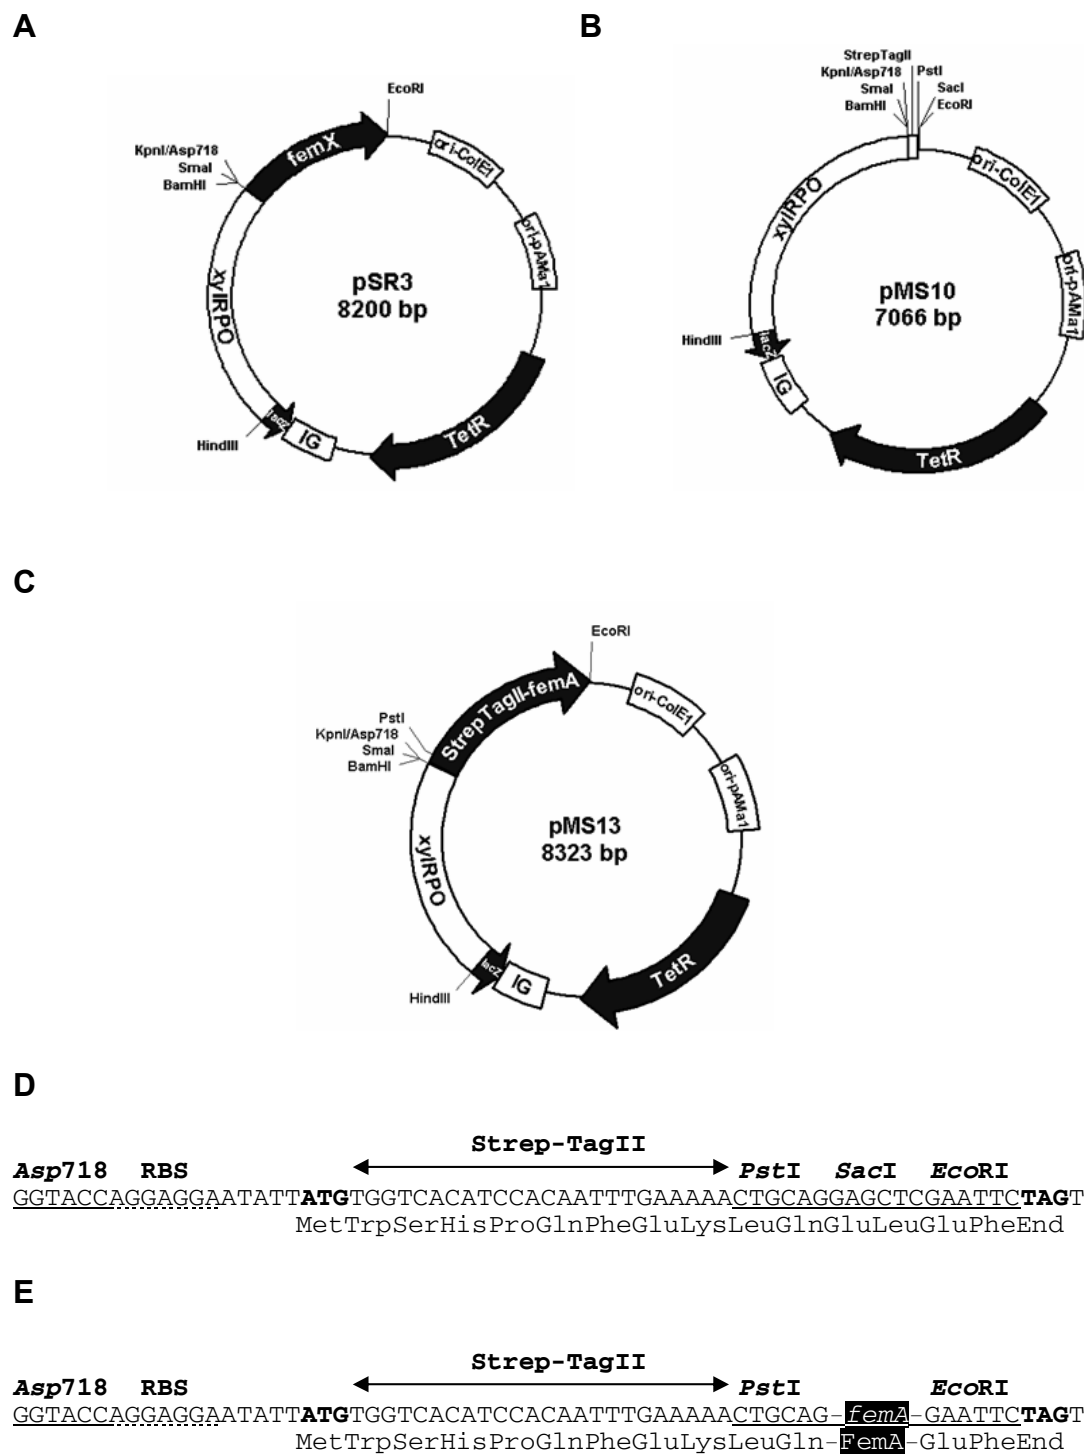 A
EcoRI
KpnI/Asp718
SmaI
BamHI
femX
ori-ColE1
ori-pAMa1
xylRPO
pSR3
8200 bp
HindIII
lacZ
IG
TetR
B
StrepTagII
KpnI/Asp718
PstI
SmaI
SacI
BamHI
EcoRI
ori-ColE1
xylRPO
ori-pAMa1
pMS10
7066 bp
HindIII
lacZ
IG
TetR
C
EcoRI
StrepTagII-femA
ori-ColE1
PstI
KpnI/Asp718
SmaI
BamHI
ori-pAMa1
pMS13
8323 bp
xylRPO
HindIII
lacZ
IG
TetR
D
Strep-TagII
Asp718 RBS PstI SacI EcoRI
GGTACCAGGAGGAATATTATGTGGTCACATCCACAATTTGAAAAACTGCAGGAGCTCGAATTCTAGT
MetTrpSerHisProGlnPheGluLysLeuGlnGluLeuGluPheEnd
E
Strep-TagII
Asp718 RBS PstI EcoRI
GGTACCAGGAGGAATATTATGTGGTCACATCCACAATTTGAAAAACTGCAG-femA-GAATTCTAGT
MetTrpSerHisProGlnPheGluLysLeuGln-FemA-GluPheEnd